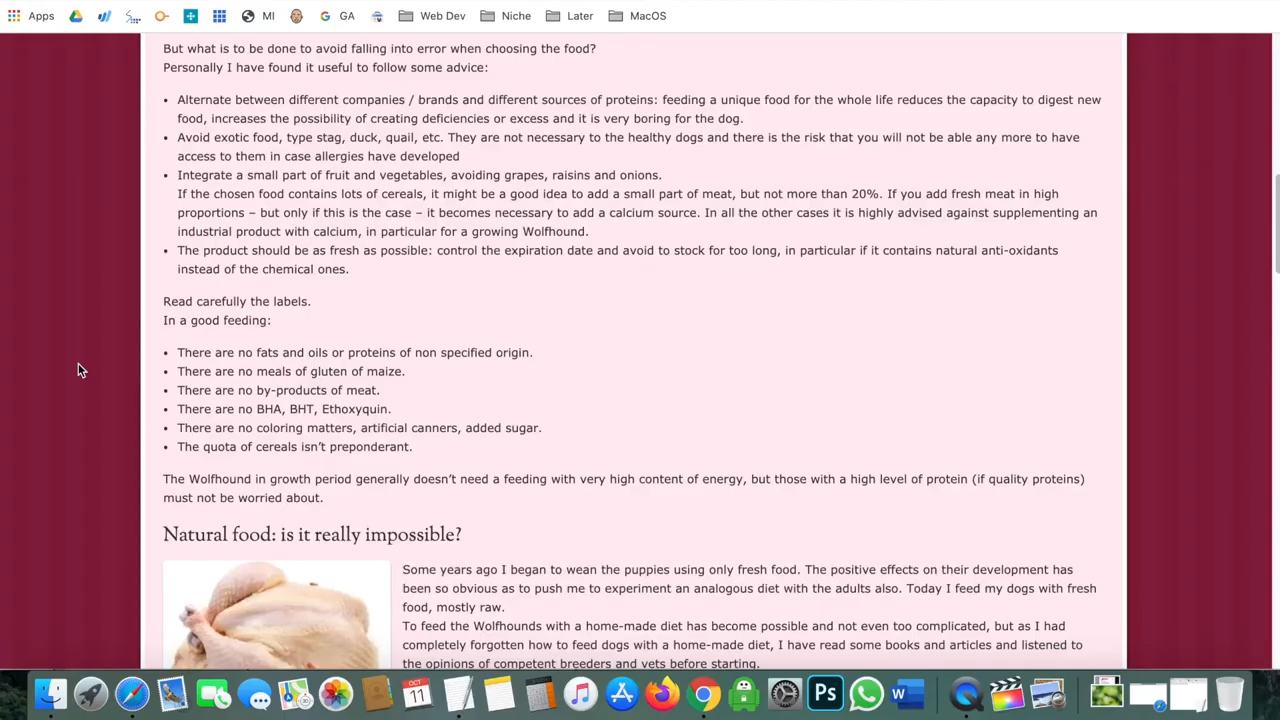 Apps MI GA Web Dev Niche Later MacOS
But what is to be done to avoid falling into error when choosing the food?
Personally I have found it useful to follow some advice:
• Alternate between different companies / brands and different sources of proteins: feeding a unique food for the whole life reduces the capacity to digest new
food, increases the possibility of creating deficiencies or excess and it is very boring for the dog.
• Avoid exotic food, type stag, duck, quail, etc. They are not necessary to the healthy dogs and there is the risk that you will not be able any more to have
access to them in case allergies have developed
• Integrate a small part of fruit and vegetables, avoiding grapes, raisins and onions.
If the chosen food contains lots of cereals, it might be a good idea to add a small part of meat, but not more than 20%. If you add fresh meat in high
proportions – but only if this is the case – it becomes necessary to add a calcium source. In all the other cases it is highly advised against supplementing an
industrial product with calcium, in particular for a growing Wolfhound.
• The product should be as fresh as possible: control the expiration date and avoid to stock for too long, in particular if it contains natural anti-oxidants
instead of the chemical ones.
Read carefully the labels.
In a good feeding:
• There are no fats and oils or proteins of non specified origin.
• There are no meals of gluten of maize.
• There are no by-products of meat.
• There are no BHA, BHT, Ethoxyquin.
• There are no coloring matters, artificial canners, added sugar.
• The quota of cereals isn’t preponderant.
The Wolfhound in growth period generally doesn’t need a feeding with very high content of energy, but those with a high level of protein (if quality proteins)
must not be worried about.
Natural food: is it really impossible?
Some years ago I began to wean the puppies using only fresh food. The positive effects on their development has
been so obvious as to push me to experiment an analogous diet with the adults also. Today I feed my dogs with fresh
food, mostly raw.
To feed the Wolfhounds with a home-made diet has become possible and not even too complicated, but as I had
completely forgotten how to feed dogs with a home-made diet, I have read some books and articles and listened to
the opinions of competent breeders and vets before starting.
OCT
11
Ps
W